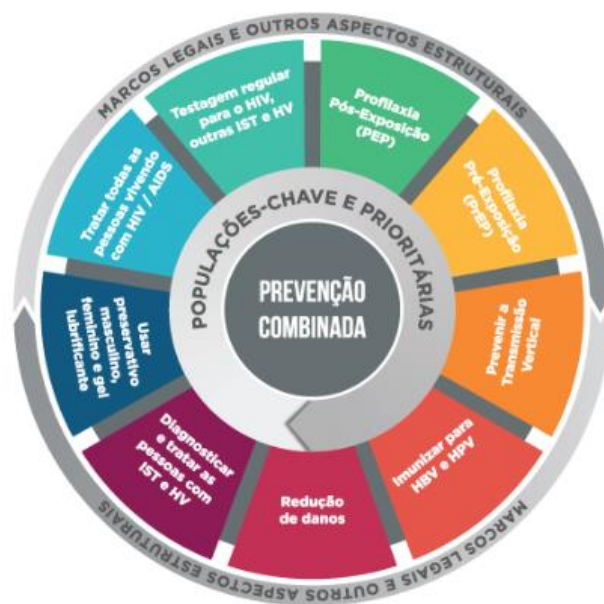 MARCOS LEGAIS E OUTROS ASPECTOS ESTRUTURAIS
Testagem regular
para o HIV,
outras IST e HV
Profilaxia
Pós-Exposição
(PEP)
Profilaxia
Pré-Exposição
(PrEP)
Prevenir a
Transmissão
Vertical
Imunizar para
HBV e HPV
Redução
de danos
Diagnosticar
e tratar as
pessoas com
IST e HV
Usar
preservativo
masculino,
feminino e gel
lubrificante
Tratar todas as
pessoas vivendo
com HIV / AIDS
POPULAÇÕES-CHAVE E PRIORITÁRIAS
PREVENÇÃO
COMBINADA
MARCOS LEGAIS E OUTROS ASPECTOS ESTRUTURAIS